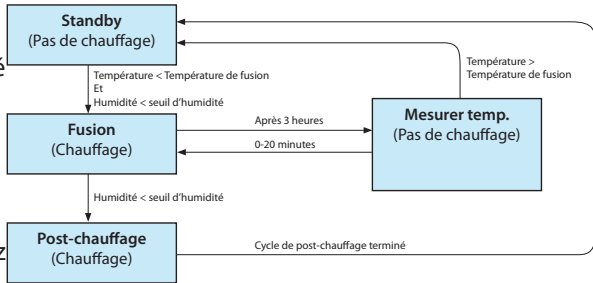 Standby
(Pas de chauffage)
é
Température < Température de fusion
Et
Humidité < seuil d’humidité
Température >
Température de fusion
Fusion
(Chauffage)
Après 3 heures
0-20 minutes
Mesurer temp.
(Pas de chauffage)
Humidité < seuil d’humidité
Post-chauffage
(Chauffage)
z
Cycle de post-chauffage terminé